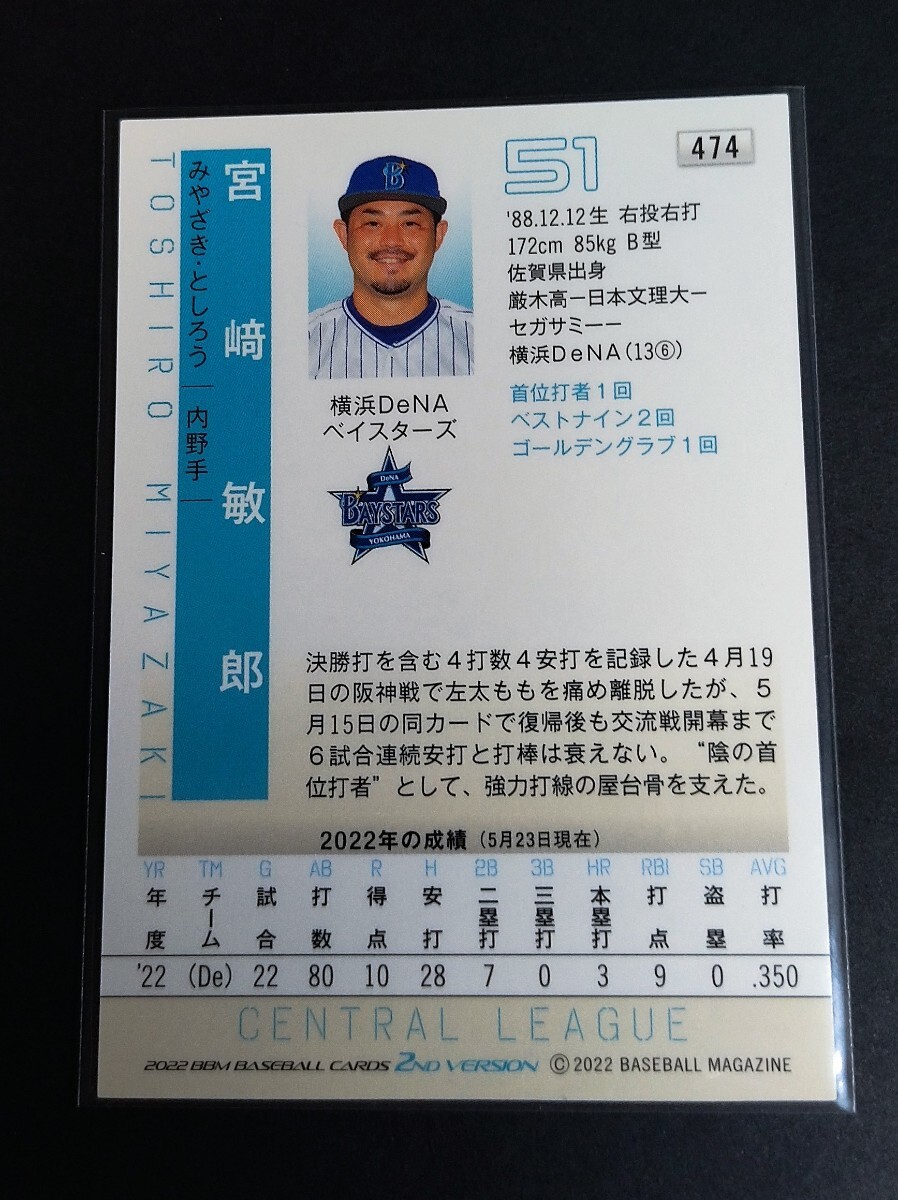 51
474
宮﨑敏郎
みやざき・としろう｜内野手｜
TOSHIRO MIYAZAKI
B
横浜DeNA
ベイスターズ
DeNA
BAYSTARS
YOKOHAMA
'88.12.12生 右投右打
172cm 85kg B型
佐賀県出身
厳木高ー日本文理大ー
セガサミーー
横浜DeNA(13⑥)
首位打者1回
ベストナイン2回
ゴールデングラブ1回
決勝打を含む4打数4安打を記録した4月19
日の阪神戦で左太ももを痛め離脱したが、5
月15日の同カードで復帰後も交流戦開幕まで
6試合連続安打と打棒は衰えない。“陰の首
位打者”として、強力打線の屋台骨を支えた。
2022年の成績（5月23日現在）
YR TM G AB R H 2B 3B HR RBI SB AVG
年度 チーム 試合 打数 得点 安打 二塁打 三塁打 本塁打 打点 盗塁 打率
'22 (De) 22 80 10 28 7 0 3 9 0 .350
CENTRAL LEAGUE
2022 BBM BASEBALL CARDS 2ND VERSION ©2022 BASEBALL MAGAZINE